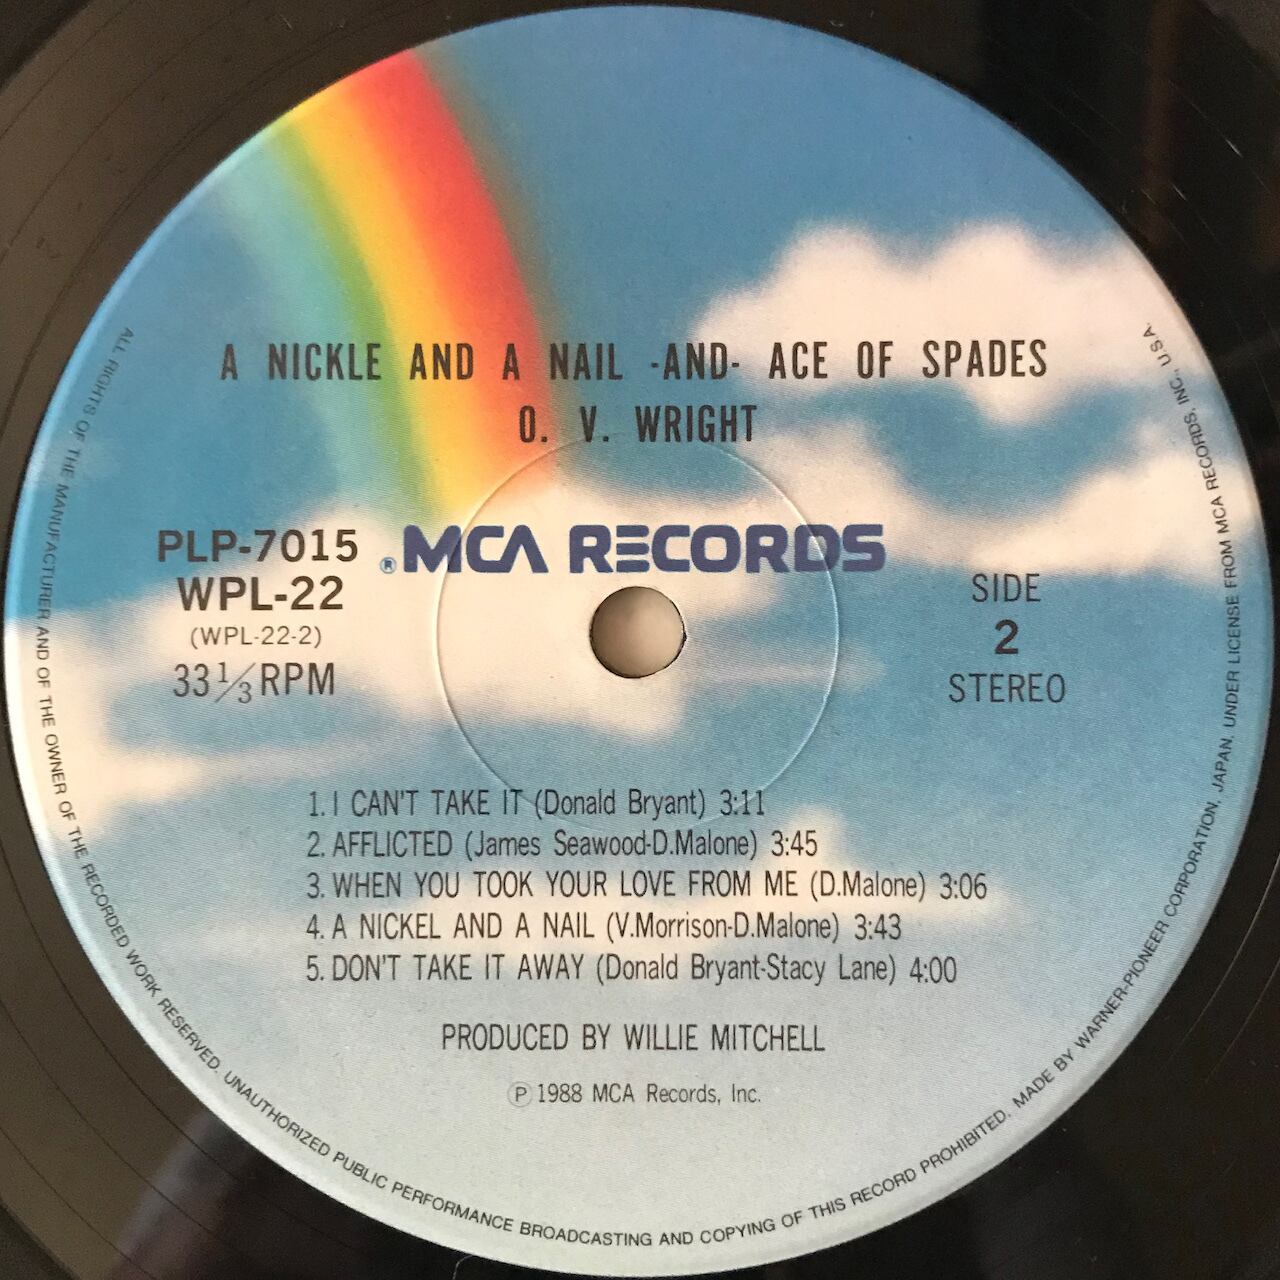 A NICKLE AND A NAIL -AND- ACE OF SPADES
O. V. WRIGHT
PLP-7015
WPL-22
(WPL-22-2)
33 1/3 RPM
® MCA RECORDS
SIDE
2
STEREO
1. I CAN'T TAKE IT (Donald Bryant) 3:11
2. AFFLICTED (James Seawood-D.Malone) 3:45
3. WHEN YOU TOOK YOUR LOVE FROM ME (D.Malone) 3:06
4. A NICKEL AND A NAIL (V.Morrison-D.Malone) 3:43
5. DON'T TAKE IT AWAY (Donald Bryant-Stacy Lane) 4:00
PRODUCED BY WILLIE MITCHELL
Ⓟ 1988 MCA Records, Inc.
ALL RIGHTS OF THE MANUFACTURER AND OF THE OWNER OF THE RECORDED WORK RESERVED. UNAUTHORIZED PUBLIC PERFORMANCE BROADCASTING AND COPYING OF THIS RECORD PROHIBITED. MADE BY WARNER-PIONEER CORPORATION, JAPAN, UNDER LICENSE FROM MCA RECORDS, INC., U.S.A.